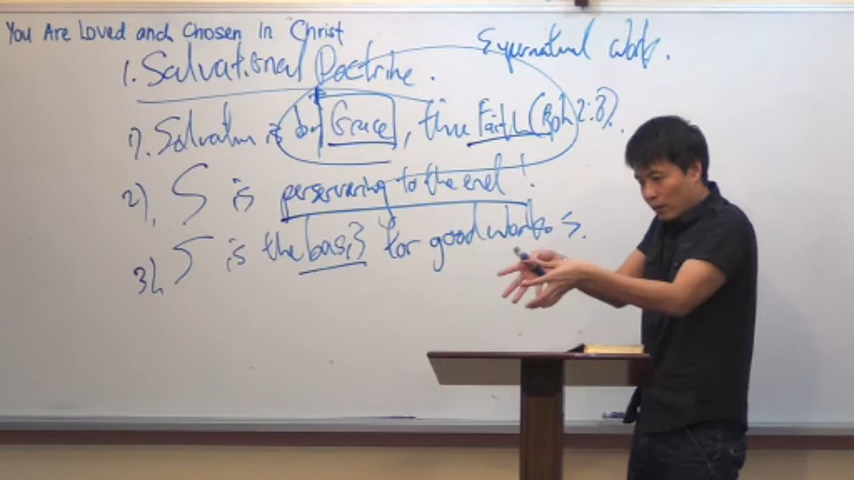 You Are Loved and Chosen In Christ
Supernatural work.
1. Salvational Doctrine.
1). Salvation is by Grace, thru Faith (Eph 2:8).
2). S is perservering to the end!
3). S is the basis for good works.